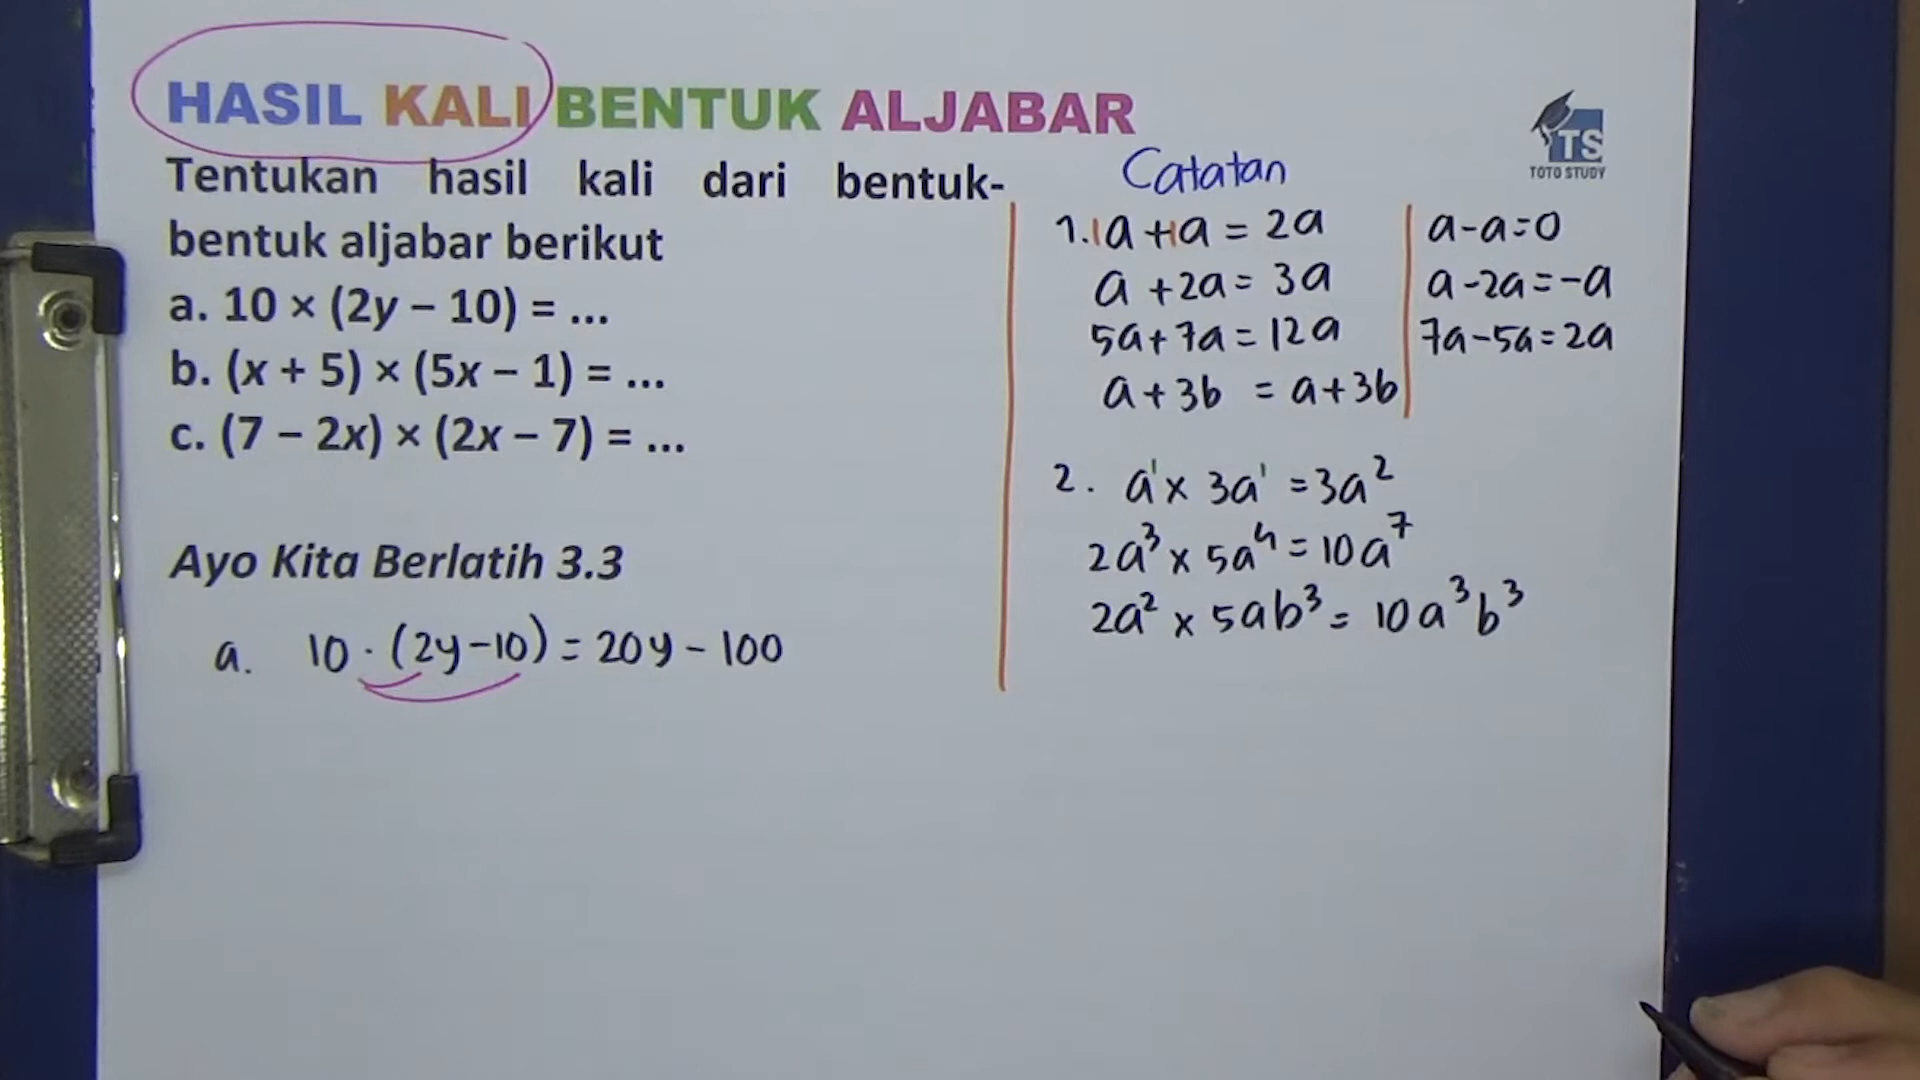 HASIL KALI BENTUK ALJABAR
TS
TOTO STUDY
Tentukan hasil kali dari bentuk-
bentuk aljabar berikut
a. 10 × (2y – 10) = ...
b. (x + 5) × (5x – 1) = ...
c. (7 – 2x) × (2x – 7) = ...
Ayo Kita Berlatih 3.3
a. 10 · (2y-10) = 20y - 100
Catatan
1. 1a + 1a = 2a
a + 2a = 3a
5a + 7a = 12a
a + 3b = a + 3b
a - a = 0
a - 2a = -a
7a - 5a = 2a
2. a¹ x 3a¹ = 3a²
2a³ x 5a⁴ = 10a⁷
2a² x 5ab³ = 10a³b³